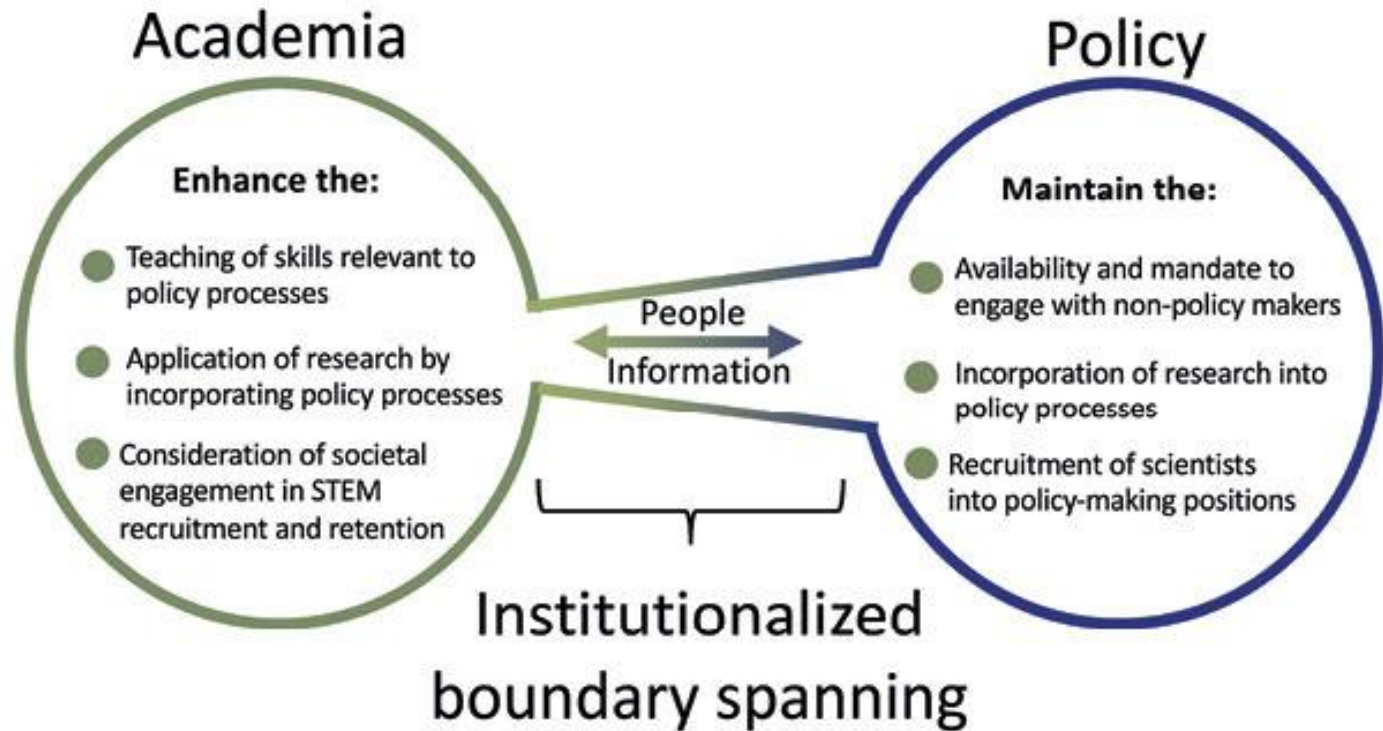 Academia
Enhance the:
Teaching of skills relevant to
policy processes
Application of research by
incorporating policy processes
Consideration of societal
engagement in STEM
recruitment and retention
People
Information
Policy
Maintain the:
Availability and mandate to
engage with non-policy makers
Incorporation of research into
policy processes
Recruitment of scientists
into policy-making positions
Institutionalized
boundary spanning